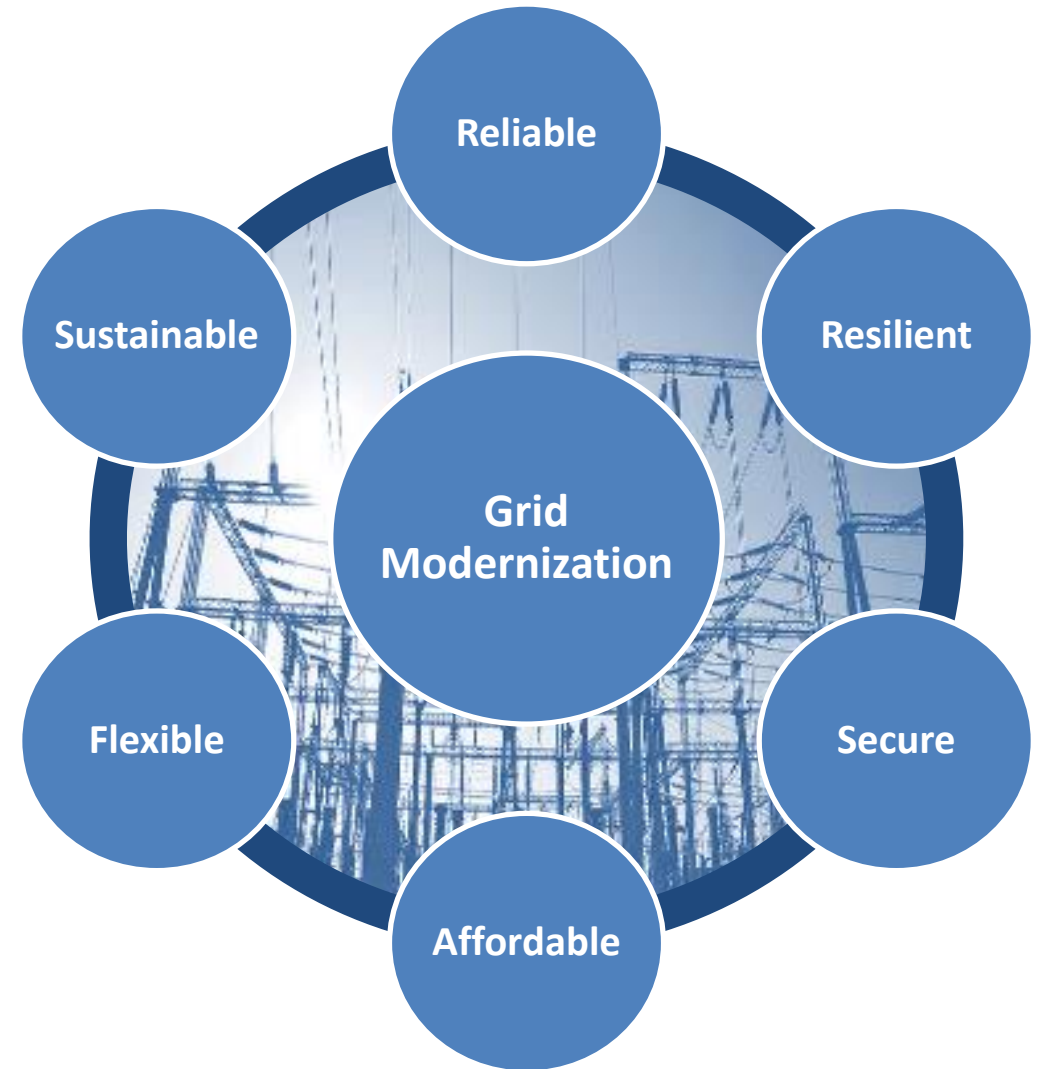 Reliable
Resilient
Secure
Affordable
Flexible
Sustainable
Grid
Modernization